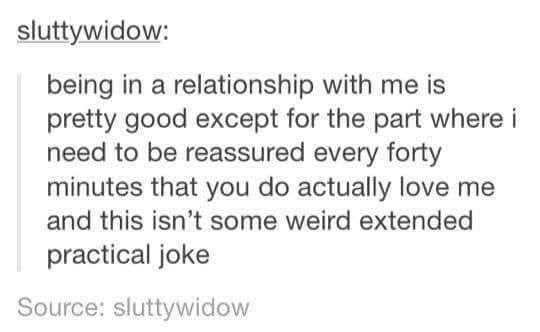 sluttywidow:
being in a relationship with me is
pretty good except for the part where i
need to be reassured every forty
minutes that you do actually love me
and this isn’t some weird extended
practical joke
Source: sluttywidow